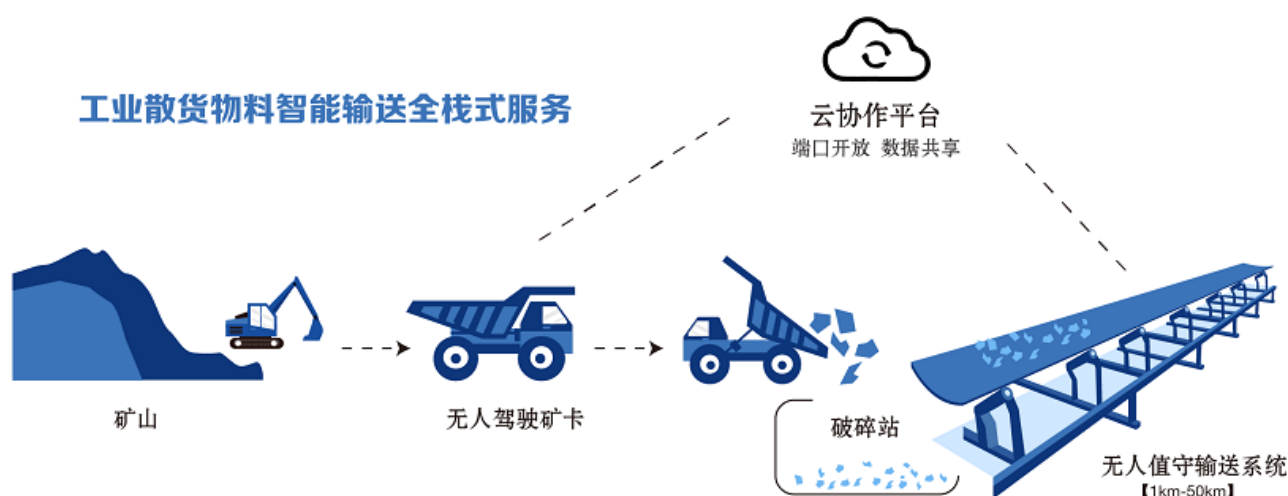 工业散货物料智能输送全栈式服务
云协作平台
端口开放 数据共享
矿山
无人驾驶矿卡
破碎站
无人值守输送系统
【1km-50km】